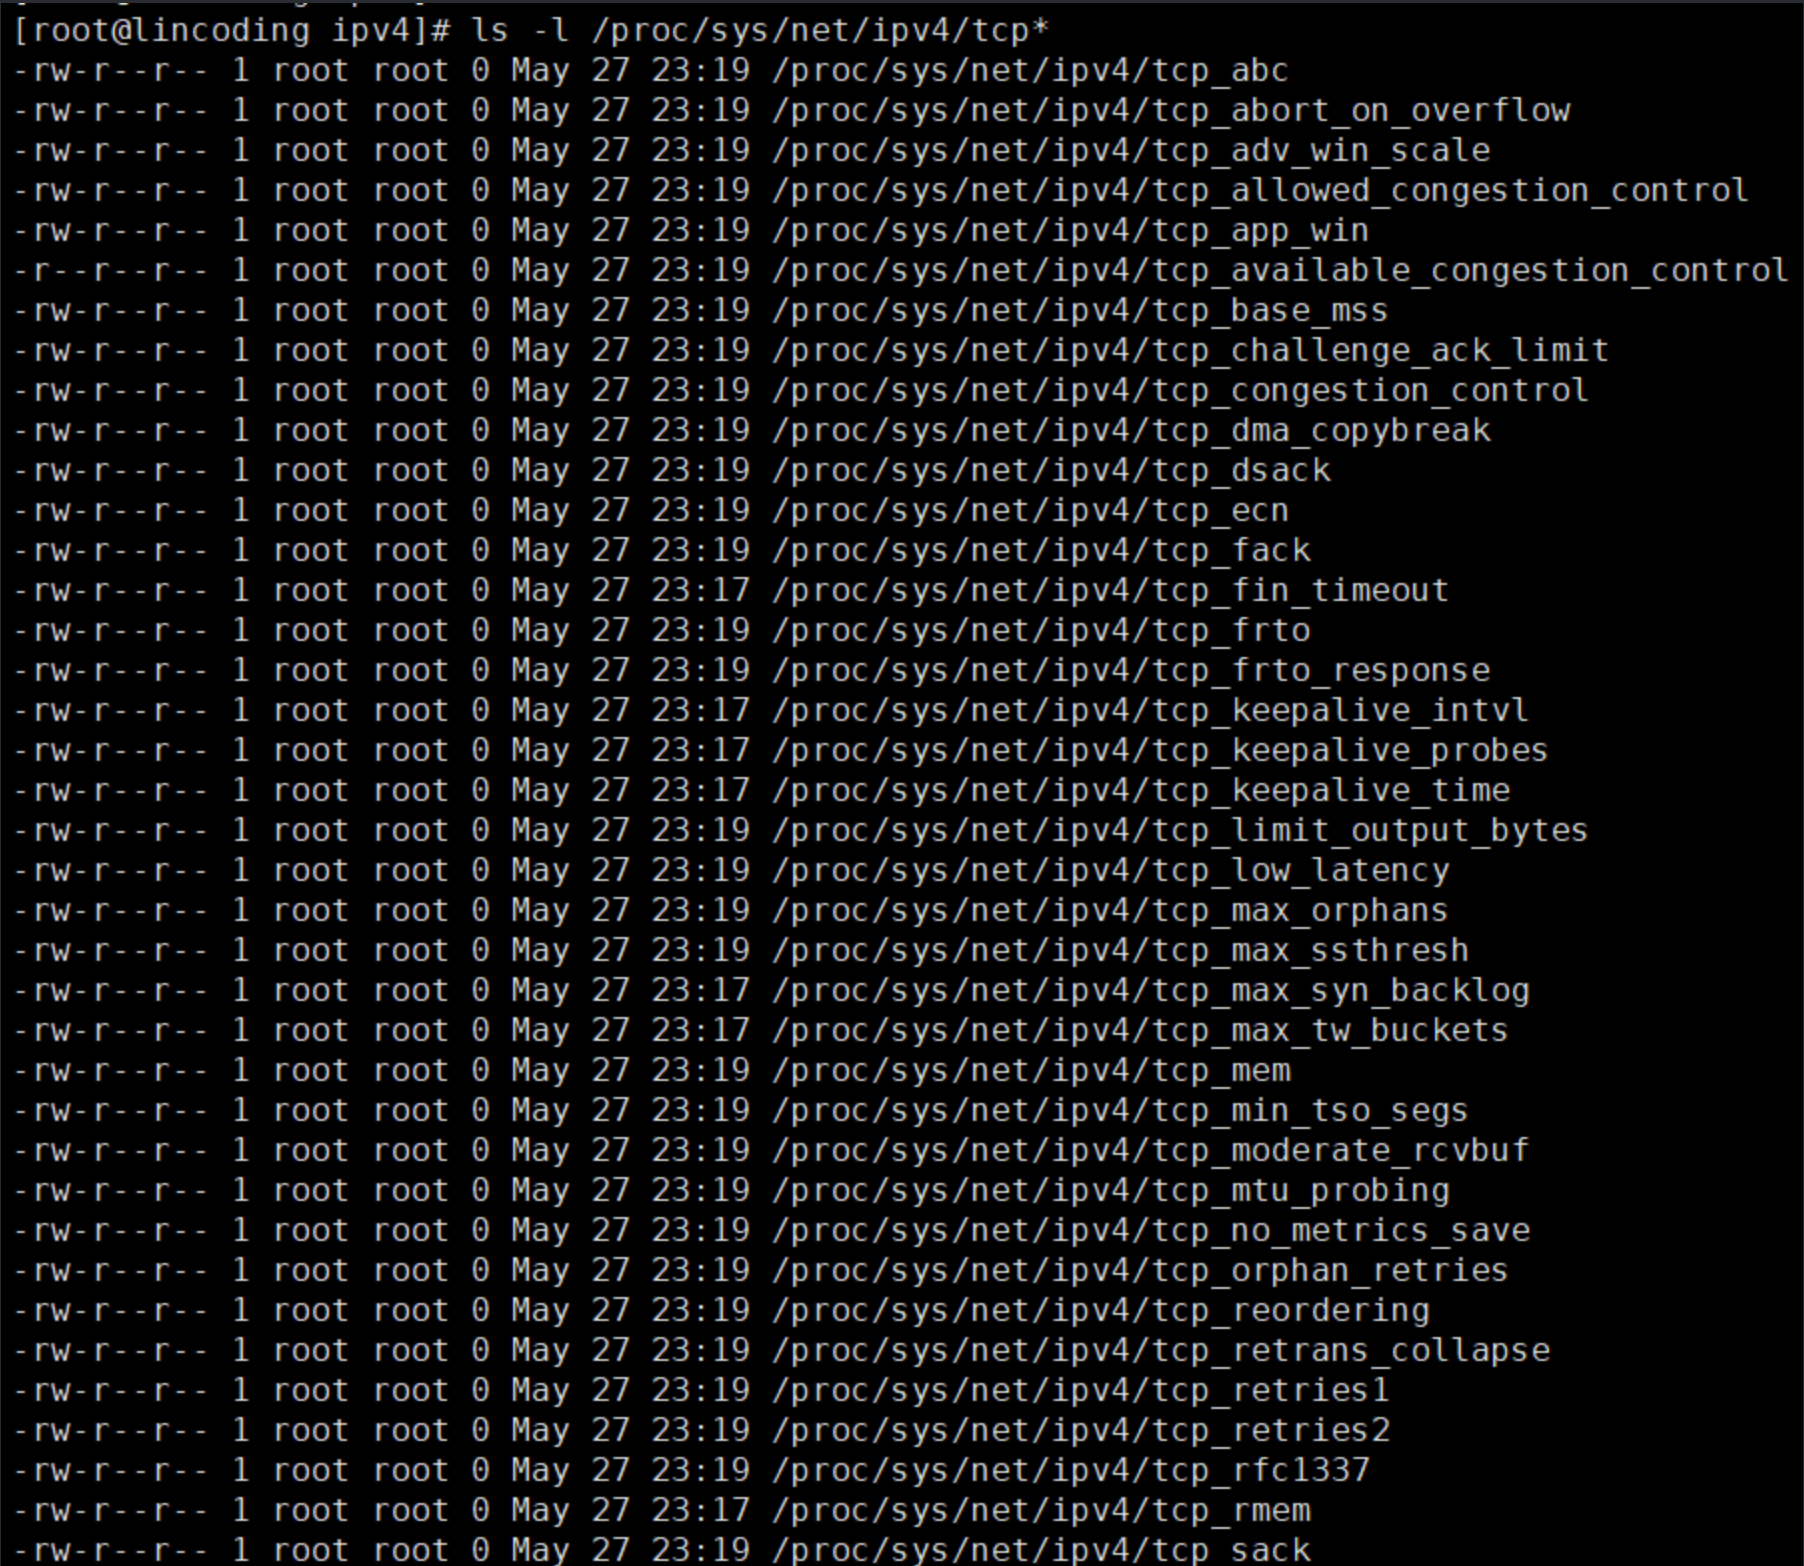 [root@lincoding ipv4]# ls -l /proc/sys/net/ipv4/tcp*
-rw-r--r-- 1 root root 0 May 27 23:19 /proc/sys/net/ipv4/tcp_abc
-rw-r--r-- 1 root root 0 May 27 23:19 /proc/sys/net/ipv4/tcp_abort_on_overflow
-rw-r--r-- 1 root root 0 May 27 23:19 /proc/sys/net/ipv4/tcp_adv_win_scale
-rw-r--r-- 1 root root 0 May 27 23:19 /proc/sys/net/ipv4/tcp_allowed_congestion_control
-rw-r--r-- 1 root root 0 May 27 23:19 /proc/sys/net/ipv4/tcp_app_win
-r--r--r-- 1 root root 0 May 27 23:19 /proc/sys/net/ipv4/tcp_available_congestion_control
-rw-r--r-- 1 root root 0 May 27 23:19 /proc/sys/net/ipv4/tcp_base_mss
-rw-r--r-- 1 root root 0 May 27 23:19 /proc/sys/net/ipv4/tcp_challenge_ack_limit
-rw-r--r-- 1 root root 0 May 27 23:19 /proc/sys/net/ipv4/tcp_congestion_control
-rw-r--r-- 1 root root 0 May 27 23:19 /proc/sys/net/ipv4/tcp_dma_copybreak
-rw-r--r-- 1 root root 0 May 27 23:19 /proc/sys/net/ipv4/tcp_dsack
-rw-r--r-- 1 root root 0 May 27 23:19 /proc/sys/net/ipv4/tcp_ecn
-rw-r--r-- 1 root root 0 May 27 23:19 /proc/sys/net/ipv4/tcp_fack
-rw-r--r-- 1 root root 0 May 27 23:17 /proc/sys/net/ipv4/tcp_fin_timeout
-rw-r--r-- 1 root root 0 May 27 23:19 /proc/sys/net/ipv4/tcp_frto
-rw-r--r-- 1 root root 0 May 27 23:19 /proc/sys/net/ipv4/tcp_frto_response
-rw-r--r-- 1 root root 0 May 27 23:17 /proc/sys/net/ipv4/tcp_keepalive_intvl
-rw-r--r-- 1 root root 0 May 27 23:17 /proc/sys/net/ipv4/tcp_keepalive_probes
-rw-r--r-- 1 root root 0 May 27 23:17 /proc/sys/net/ipv4/tcp_keepalive_time
-rw-r--r-- 1 root root 0 May 27 23:19 /proc/sys/net/ipv4/tcp_limit_output_bytes
-rw-r--r-- 1 root root 0 May 27 23:19 /proc/sys/net/ipv4/tcp_low_latency
-rw-r--r-- 1 root root 0 May 27 23:19 /proc/sys/net/ipv4/tcp_max_orphans
-rw-r--r-- 1 root root 0 May 27 23:19 /proc/sys/net/ipv4/tcp_max_ssthresh
-rw-r--r-- 1 root root 0 May 27 23:17 /proc/sys/net/ipv4/tcp_max_syn_backlog
-rw-r--r-- 1 root root 0 May 27 23:17 /proc/sys/net/ipv4/tcp_max_tw_buckets
-rw-r--r-- 1 root root 0 May 27 23:19 /proc/sys/net/ipv4/tcp_mem
-rw-r--r-- 1 root root 0 May 27 23:19 /proc/sys/net/ipv4/tcp_min_tso_segs
-rw-r--r-- 1 root root 0 May 27 23:19 /proc/sys/net/ipv4/tcp_moderate_rcvbuf
-rw-r--r-- 1 root root 0 May 27 23:19 /proc/sys/net/ipv4/tcp_mtu_probing
-rw-r--r-- 1 root root 0 May 27 23:19 /proc/sys/net/ipv4/tcp_no_metrics_save
-rw-r--r-- 1 root root 0 May 27 23:19 /proc/sys/net/ipv4/tcp_orphan_retries
-rw-r--r-- 1 root root 0 May 27 23:19 /proc/sys/net/ipv4/tcp_reordering
-rw-r--r-- 1 root root 0 May 27 23:19 /proc/sys/net/ipv4/tcp_retrans_collapse
-rw-r--r-- 1 root root 0 May 27 23:19 /proc/sys/net/ipv4/tcp_retries1
-rw-r--r-- 1 root root 0 May 27 23:19 /proc/sys/net/ipv4/tcp_retries2
-rw-r--r-- 1 root root 0 May 27 23:19 /proc/sys/net/ipv4/tcp_rfc1337
-rw-r--r-- 1 root root 0 May 27 23:17 /proc/sys/net/ipv4/tcp_rmem
-rw-r--r-- 1 root root 0 May 27 23:19 /proc/sys/net/ipv4/tcp_sack